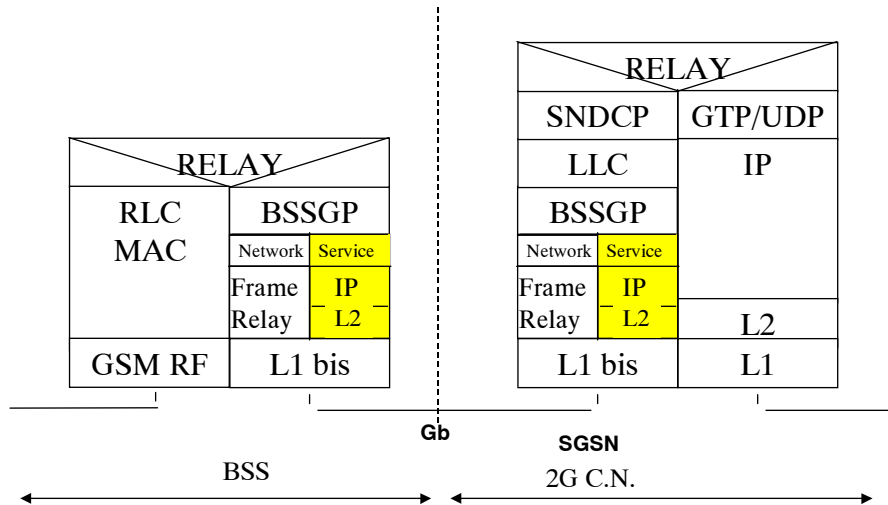 RELAY
SNDCP GTP/UDP
RELAY
LLC IP
RLC BSSGP
BSSGP
MAC
Network Service
Network Service
Frame IP
Relay L2
Frame IP
Relay L2
L2
GSM RF L1 bis
L1 bis L1
Gb
SGSN
BSS
2G C.N.